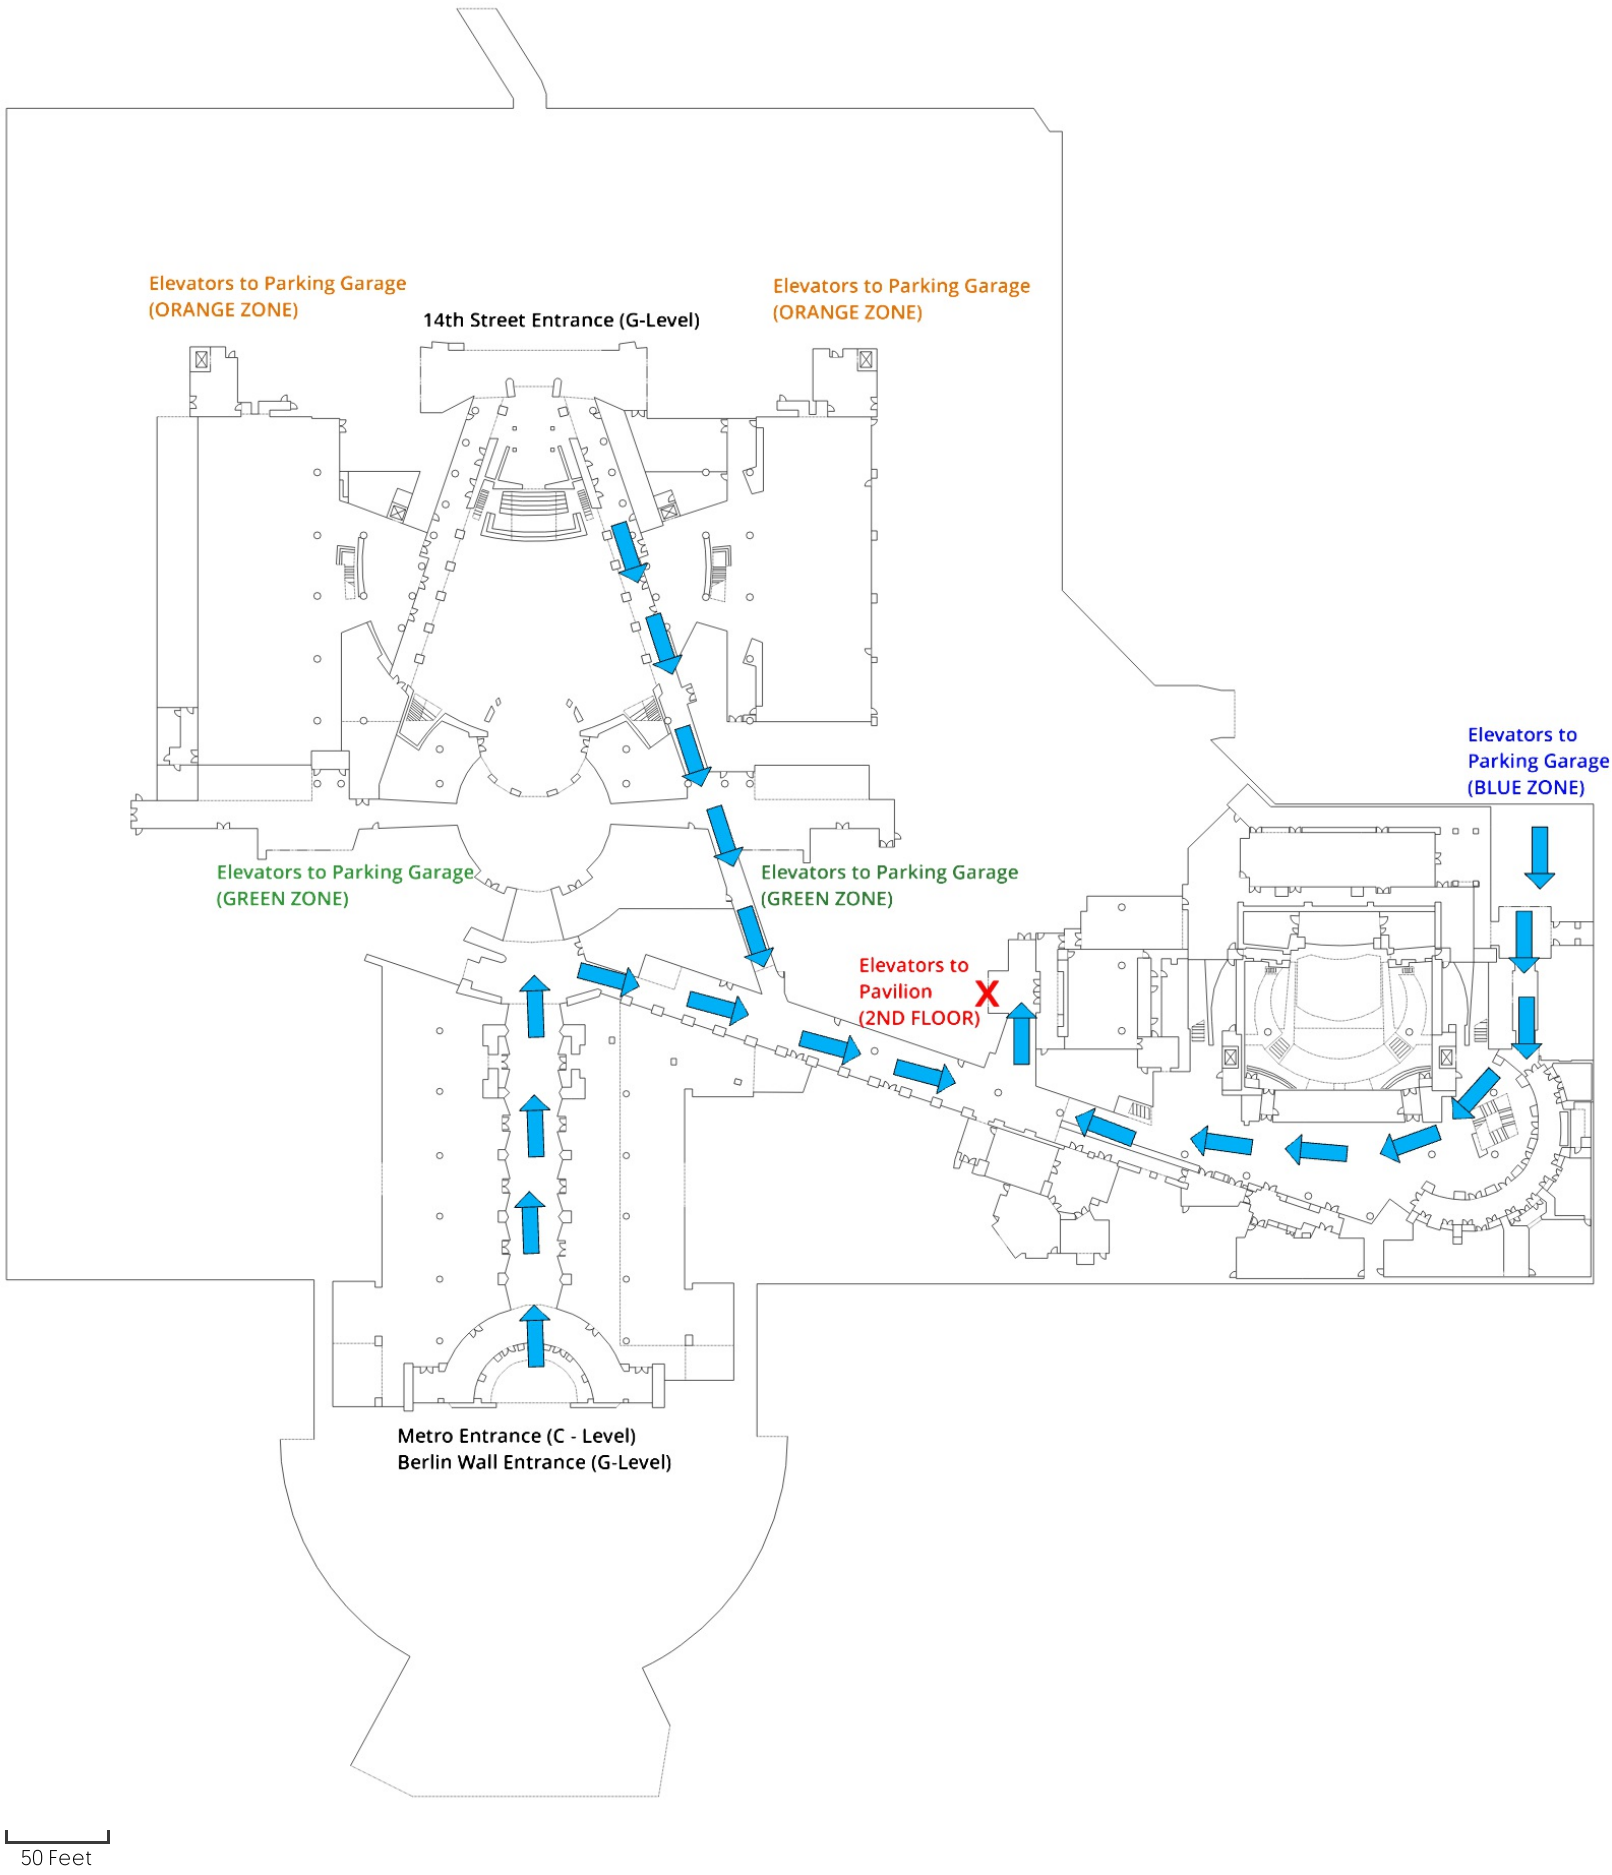 Elevators to Parking Garage
(ORANGE ZONE)
14th Street Entrance (G-Level)
Elevators to Parking Garage
(ORANGE ZONE)
Elevators to
Parking Garage
(BLUE ZONE)
Elevators to Parking Garage
(GREEN ZONE)
Elevators to Parking Garage
(GREEN ZONE)
Elevators to
Pavilion
(2ND FLOOR)
X
Metro Entrance (C - Level)
Berlin Wall Entrance (G-Level)
50 Feet